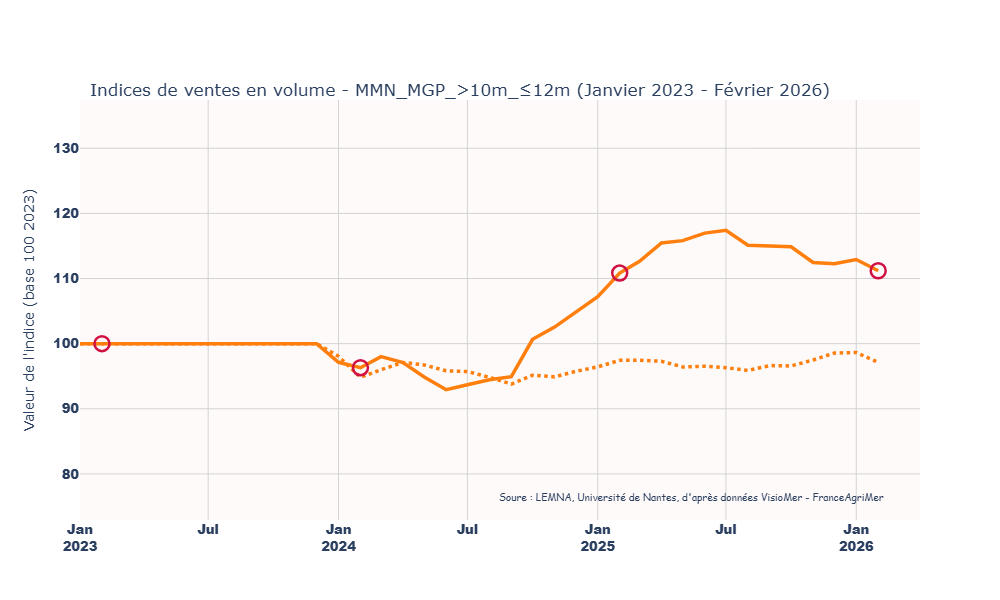 Indices de ventes en volume - MMN_MGP_>10m_≤12m (Janvier 2023 - Février 2026)
Valeur de l'indice (base 100 2023)
130
120
110
100
90
80
Soure : LEMNA, Université de Nantes, d'après données VisioMer - FranceAgriMer
Jan Jul Jan Jul Jan Jul Jan
2023 2024 2025 2026